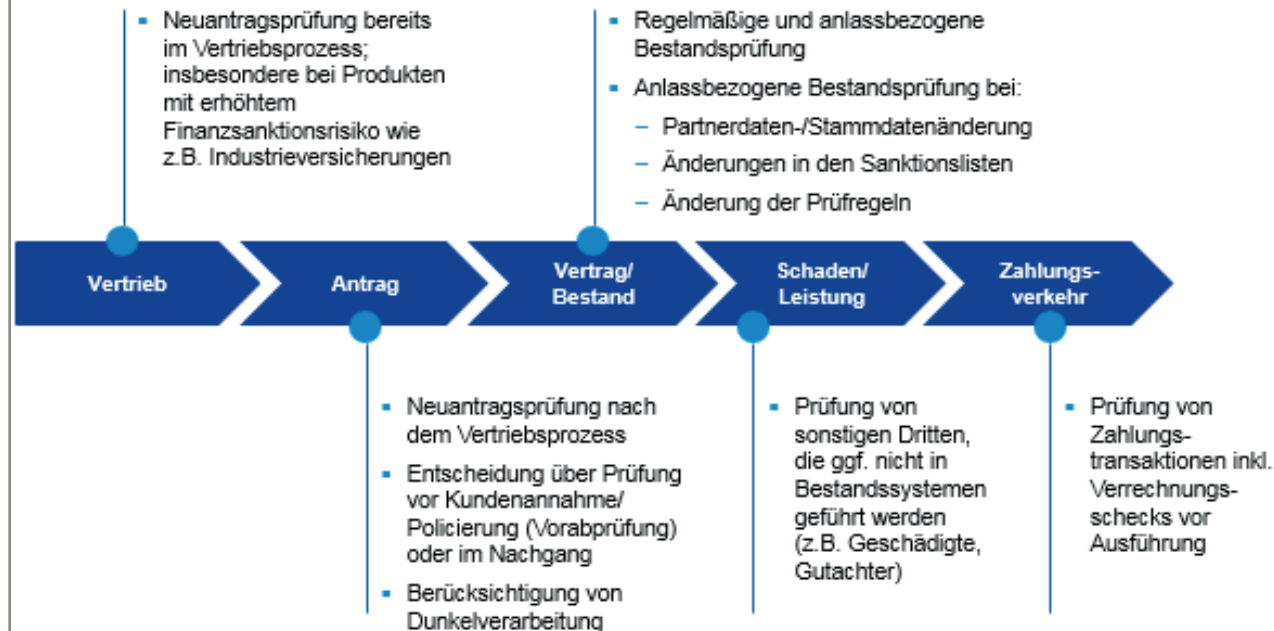 ▪ Neuantragsprüfung bereits
im Vertriebsprozess;
insbesondere bei Produkten
mit erhöhtem
Finanzsanktionsrisiko wie
z.B. Industrieversicherungen
▪ Regelmäßige und anlassbezogene
Bestandsprüfung
▪ Anlassbezogene Bestandsprüfung bei:
– Partnerdaten-/Stammdatenänderung
– Änderungen in den Sanktionslisten
– Änderung der Prüfregeln
Vertrieb
Antrag
Vertrag/
Bestand
Schaden/
Leistung
Zahlungs-
verkehr
▪ Neuantragsprüfung nach
dem Vertriebsprozess
▪ Entscheidung über Prüfung
vor Kundenannahme/
Policierung (Vorabprüfung)
oder im Nachgang
▪ Berücksichtigung von
Dunkelverarbeitung
▪ Prüfung von
sonstigen Dritten,
die ggf. nicht in
Bestandssystemen
geführt werden
(z.B. Geschädigte,
Gutachter)
▪ Prüfung von
Zahlungs-
transaktionen inkl.
Verrechnungs-
schecks vor
Ausführung